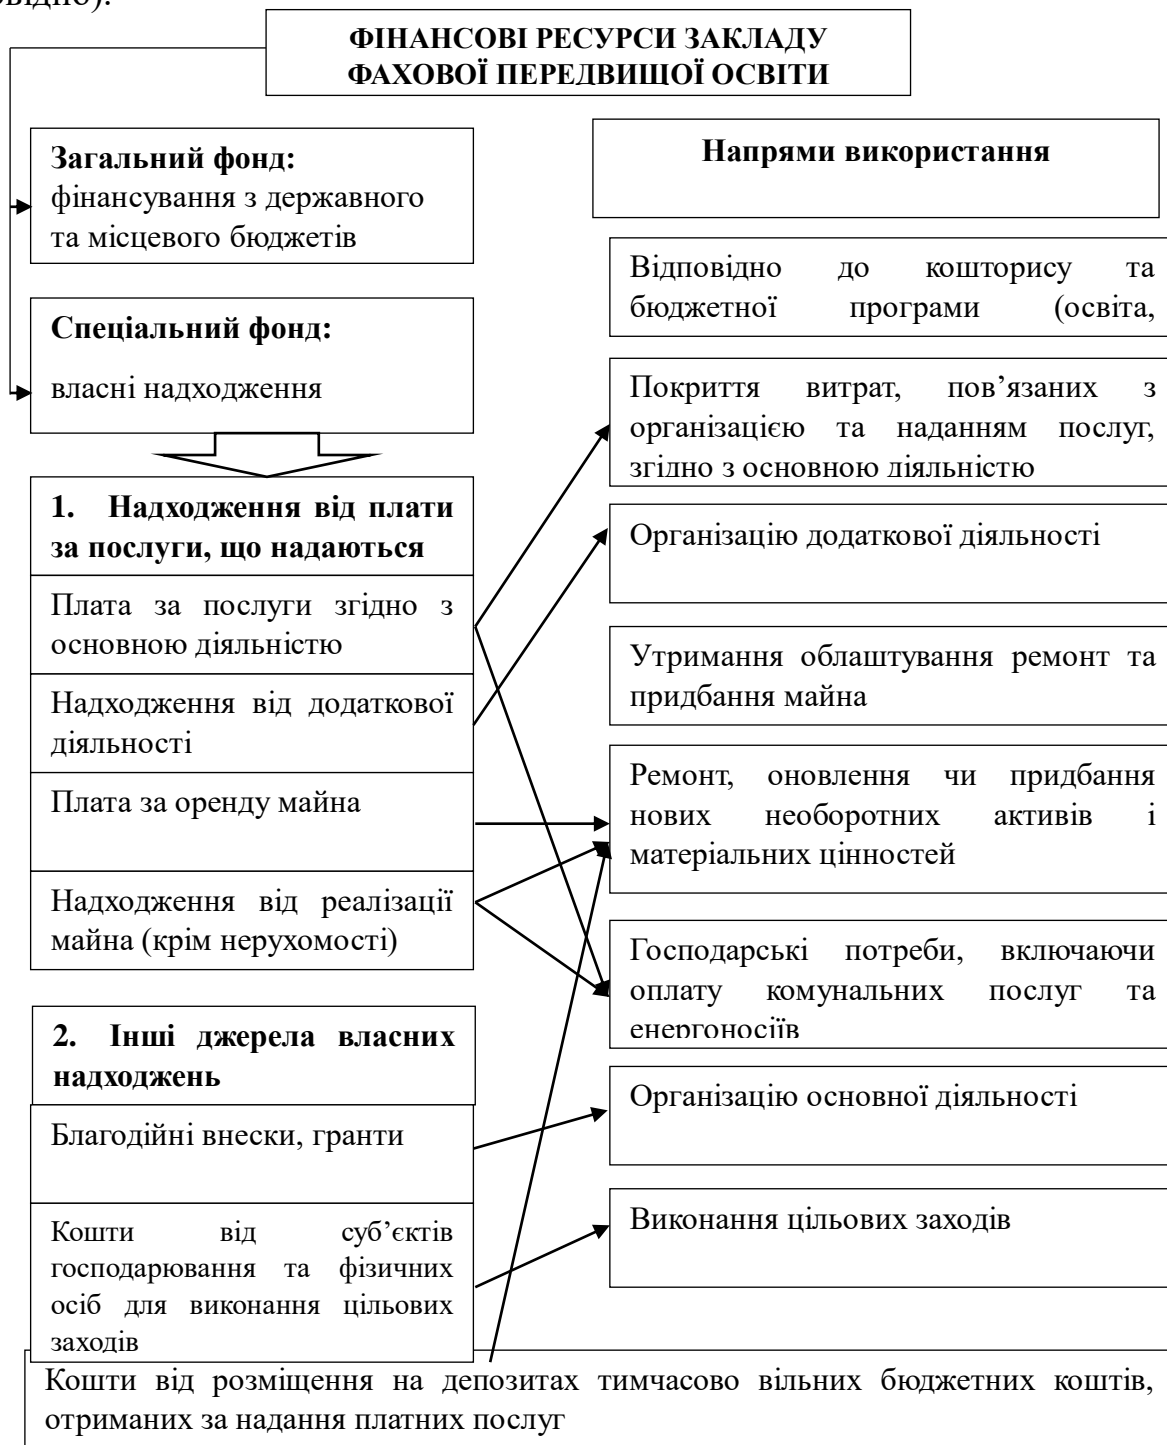 овідно).
ФІНАНСОВІ РЕСУРСИ ЗАКЛАДУ
ФАХОВОЇ ПЕРЕДВИЩОЇ ОСВІТИ
Загальний фонд:
фінансування з державного
та місцевого бюджетів
Спеціальний фонд:
власні надходження
1. Надходження від плати
за послуги, що надаються
Плата за послуги згідно з
основною діяльністю
Надходження від додаткової
діяльності
Плата за оренду майна
Надходження від реалізації
майна (крім нерухомості)
2. Інші джерела власних
надходжень
Благодійні внески, гранти
Кошти від суб’єктів
господарювання та фізичних
осіб для виконання цільових
заходів
Напрями використання
Відповідно до кошторису та
бюджетної програми (освіта,
Покриття витрат, пов’язаних з
організацією та наданням послуг,
згідно з основною діяльністю
Організацію додаткової діяльності
Утримання облаштування ремонт та
придбання майна
Ремонт, оновлення чи придбання
нових необоротних активів і
матеріальних цінностей
Господарські потреби, включаючи
оплату комунальних послуг та
енергоносіїв
Організацію основної діяльності
Виконання цільових заходів
Кошти від розміщення на депозитах тимчасово вільних бюджетних коштів,
отриманих за надання платних послуг